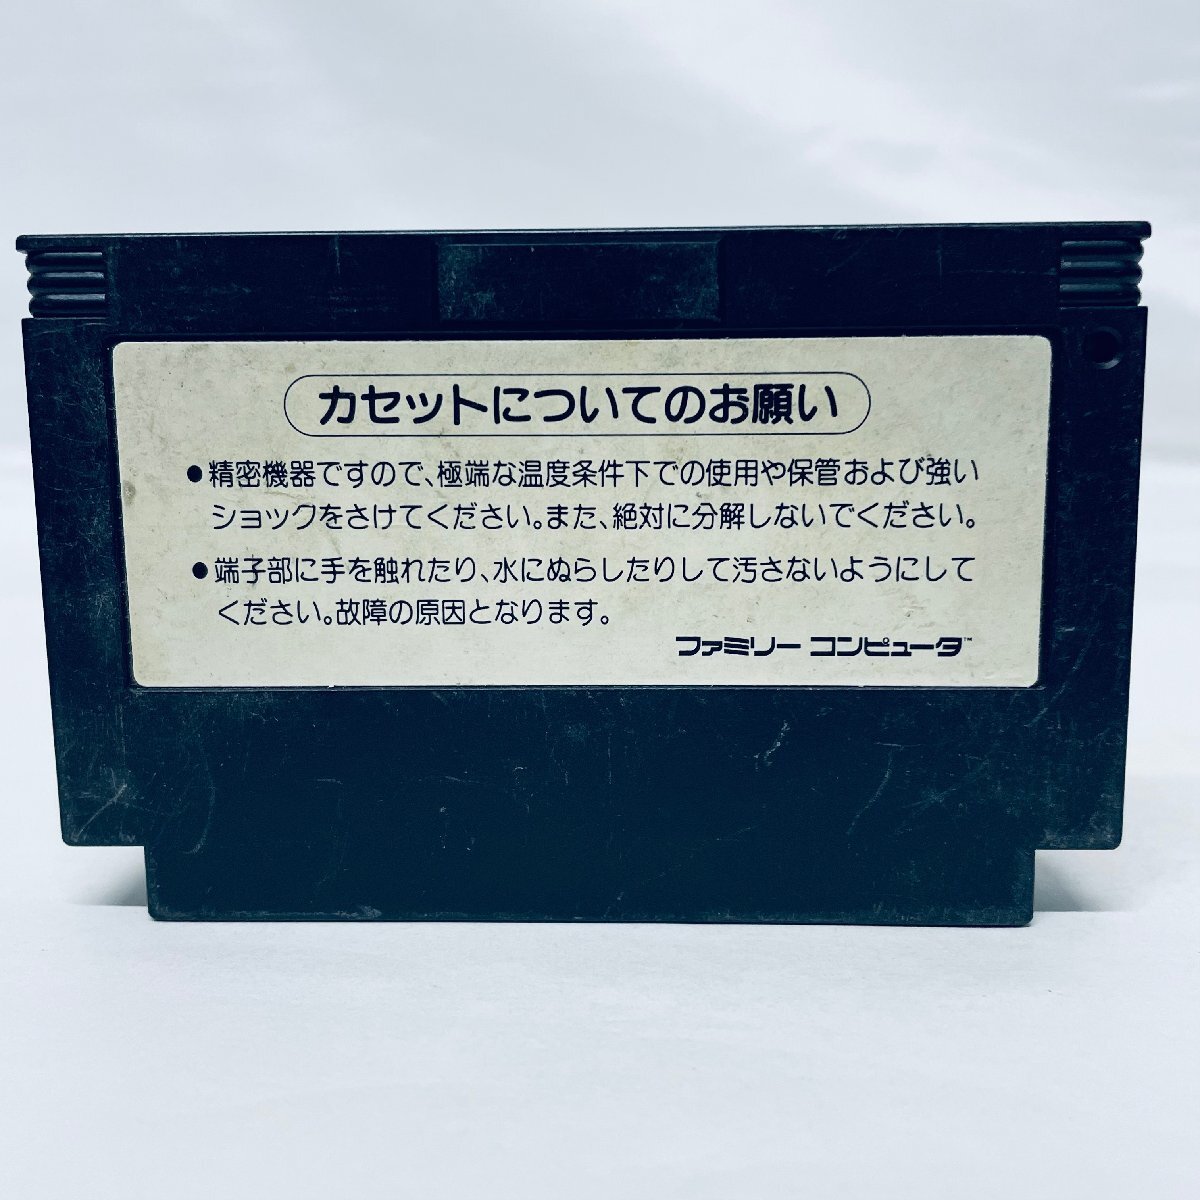 カセットについてのお願い
●精密機器ですので、極端な温度条件下での使用や保管および強い
ショックをさけてください。また、絶対に分解しないでください。
●端子部に手を触れたり、水にぬらしたりして汚さないようにして
ください。故障の原因となります。
ファミリーコンピュータ™